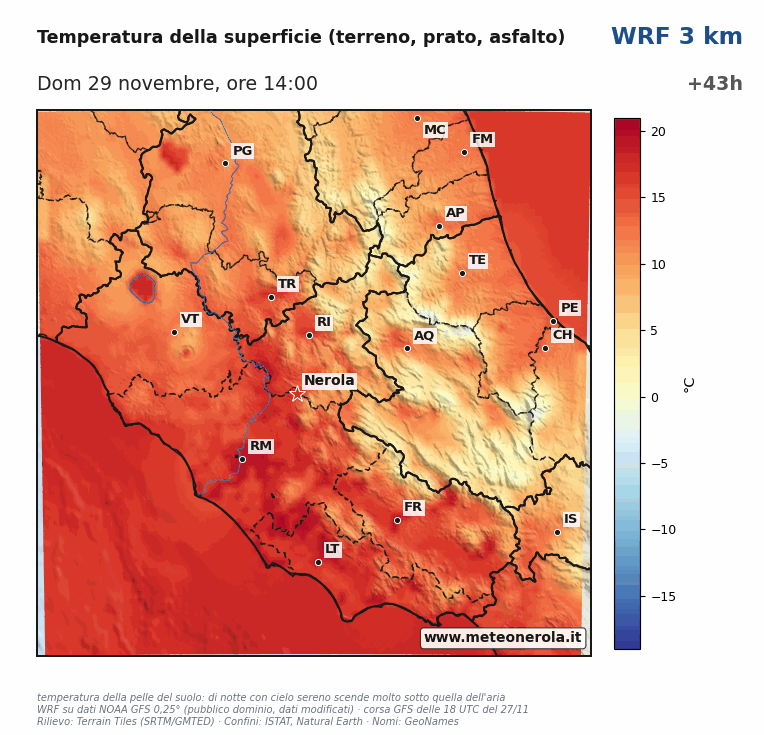 Temperatura della superficie (terreno, prato, asfalto)
WRF 3 km
Dom 29 novembre, ore 14:00
+43h
MC
FM
PG
AP
TE
TR
PE
VT
RI
CH
AQ
Nerola
RM
FR
IS
LT
www.meteonerola.it
20
15
10
5
0
−5
−10
−15
°C
temperatura della pelle del suolo: di notte con cielo sereno scende molto sotto quella dell'aria
WRF su dati NOAA GFS 0,25° (pubblico dominio, dati modificati) · corsa GFS delle 18 UTC del 27/11
Rilievo: Terrain Tiles (SRTM/GMTED) · Confini: ISTAT, Natural Earth · Nomi: GeoNames